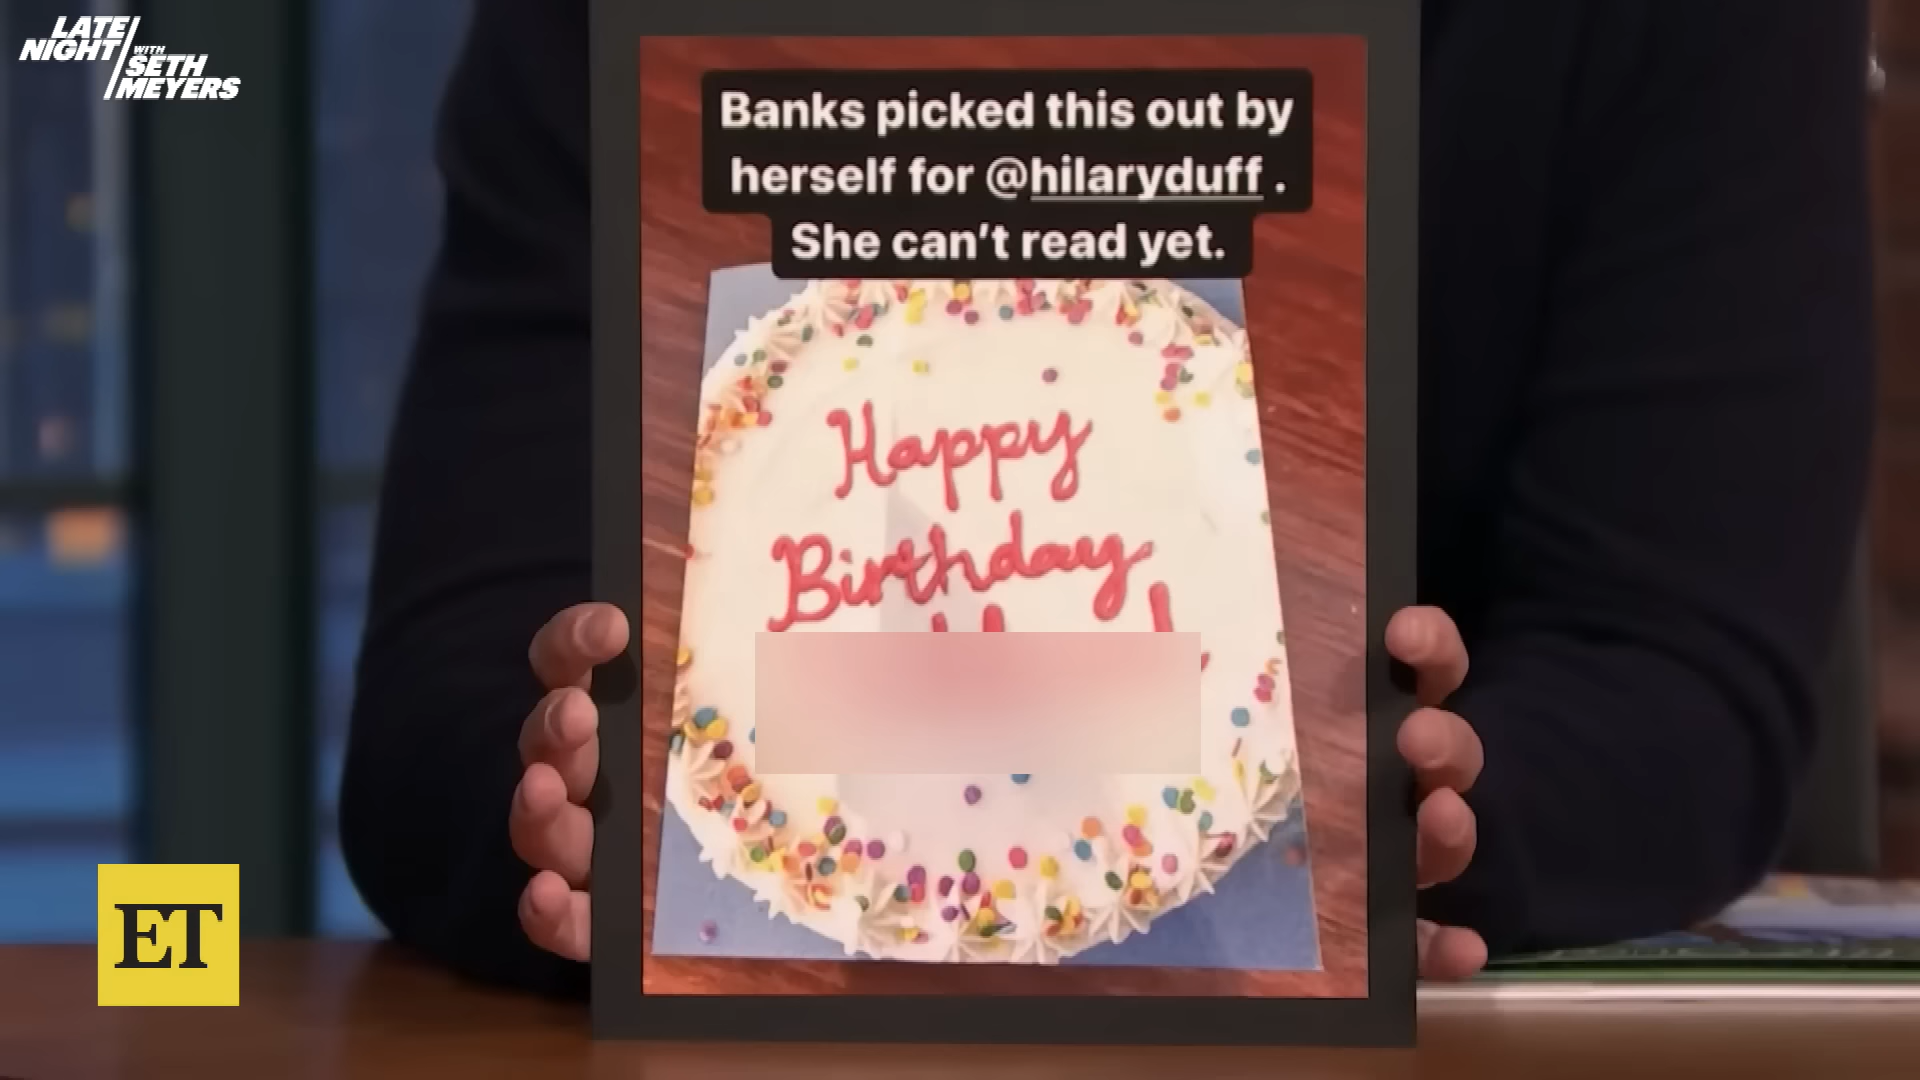 LATE
NIGHT WITH
SETH
MEYERS
Banks picked this out by
herself for @hilaryduff .
She can't read yet.
Happy
Birthday
ET